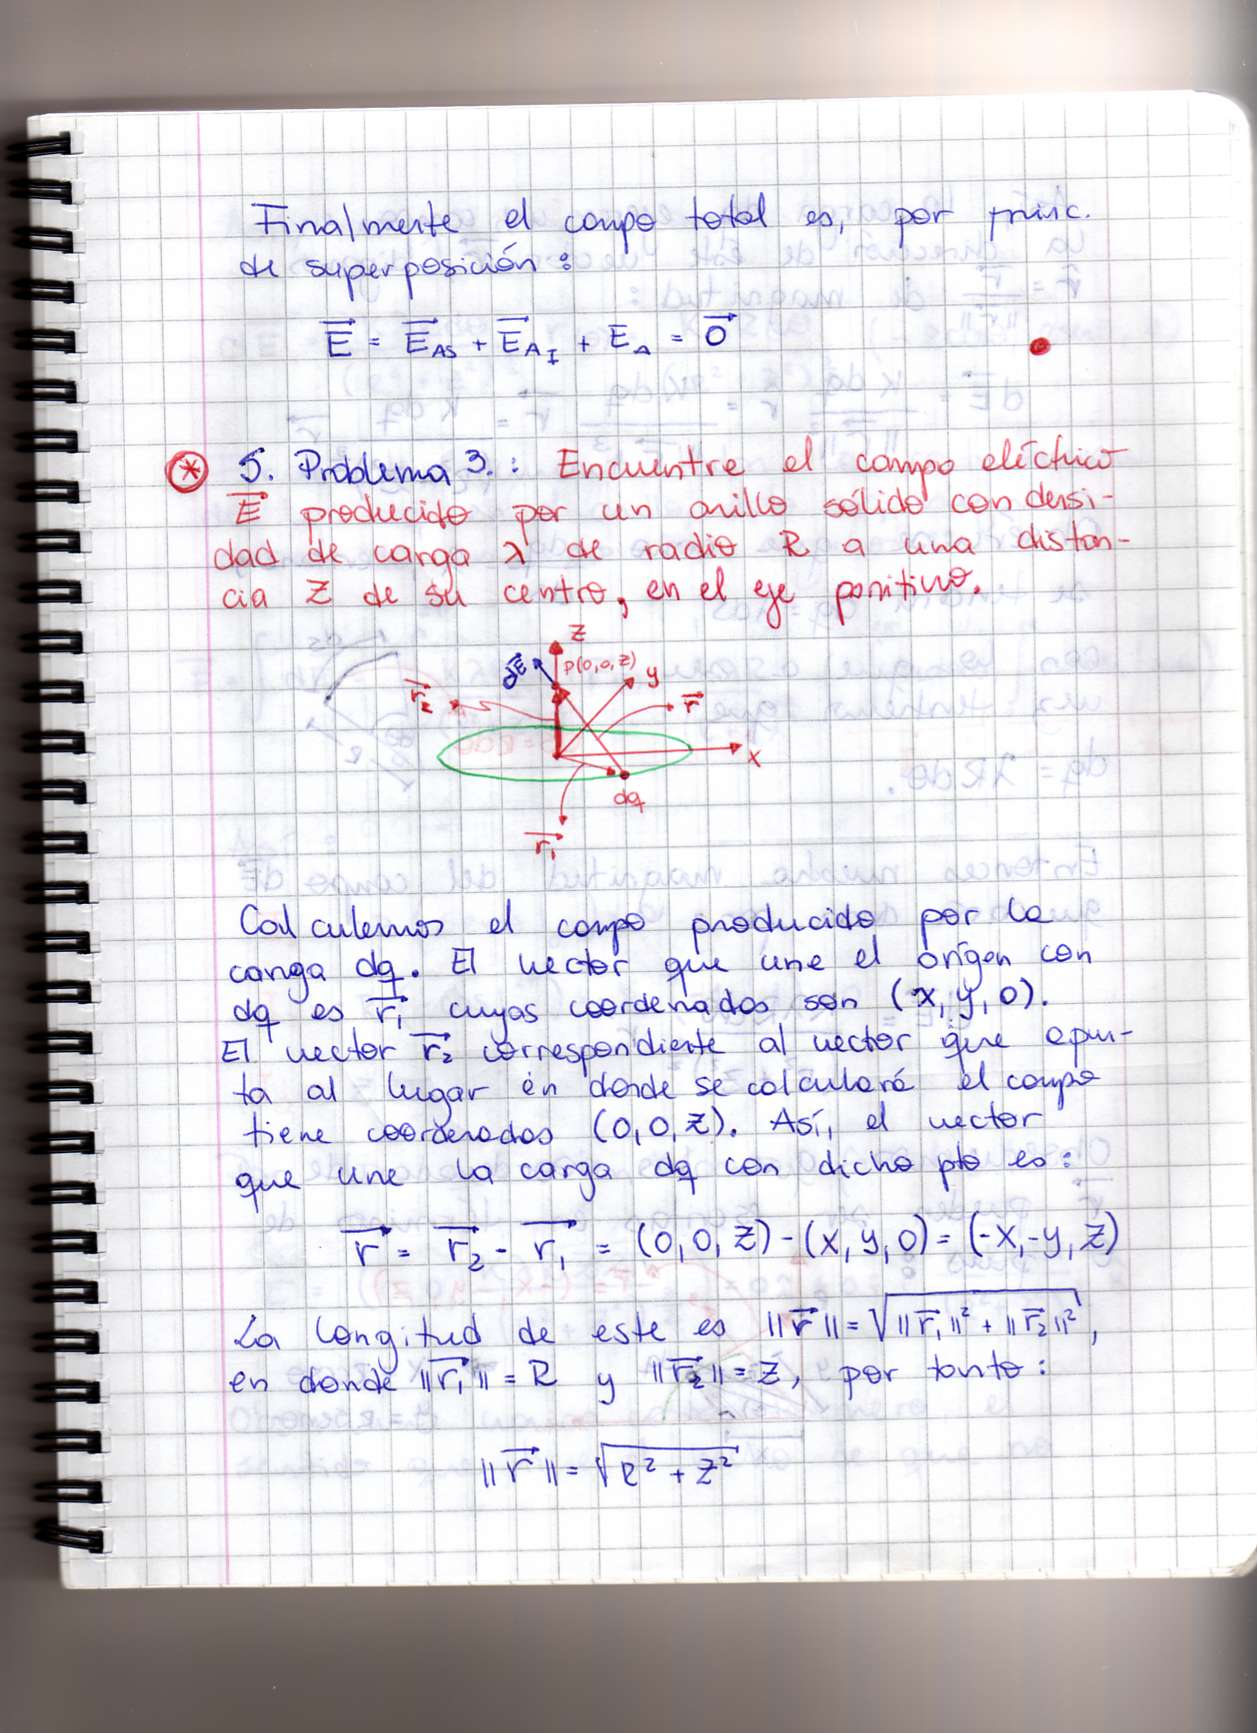 Finalmente el campo total es, por princ.
de superposición:
$\vec{E} = \vec{E}_{AS} + \vec{E}_{A_I} + E_A = \vec{0}$
* 5. Problema 3.: Encuentre el campo eléctrico
$\vec{E}$ producido por un anillo sólido con densi-
dad de carga λ de radio R a una distan-
cia Z de su centro, en el eje positivo.
z
$d\vec{E}$ P(0,0,z) y
$\vec{r_2}$ $\vec{r}$
x
dq
$\vec{r_1}$
Calculemos el campo producido por la
carga dq. El vector que une el origen con
dq es $\vec{r_1}$ cuyas coordenadas son (x, y, 0).
El vector $\vec{r_2}$ correspondiente al vector que apun-
ta al lugar en donde se calculará el campo
tiene coordenadas (0, 0, z). Así, el vector
que une la carga dq con dicho pto es:
$\vec{r} = \vec{r_2} - \vec{r_1} = (0, 0, z) - (x, y, 0) = (-x, -y, z)$
La longitud de este es $||\vec{r}|| = \sqrt{||\vec{r_1}||^2 + ||\vec{r_2}||^2}$,
en donde $||\vec{r_1}|| = R$ y $||\vec{r_2}|| = z$, por tanto:
$||\vec{r}|| = \sqrt{R^2 + z^2}$